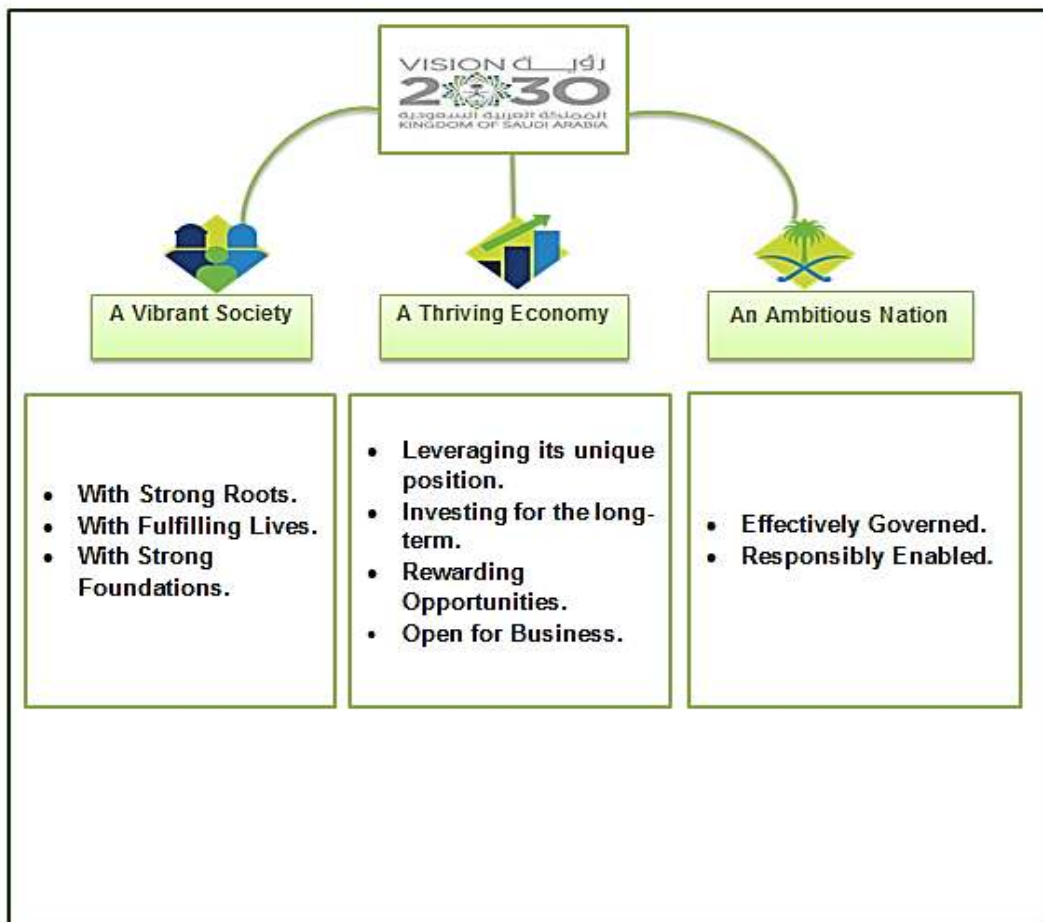 VISION رؤيــــة
2030
المملكة العربية السعودية
KINGDOM OF SAUDI ARABIA
A Vibrant Society
A Thriving Economy
An Ambitious Nation
• With Strong Roots.
• With Fulfilling Lives.
• With Strong
Foundations.
• Leveraging its unique
position.
• Investing for the long-
term.
• Rewarding
Opportunities.
• Open for Business.
• Effectively Governed.
• Responsibly Enabled.